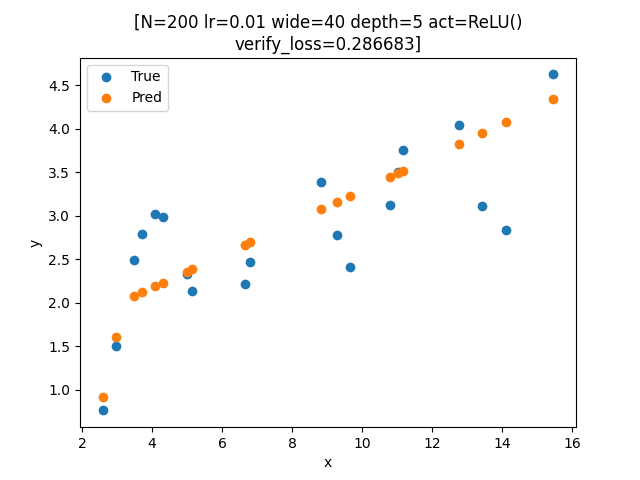 [N=200 lr=0.01 wide=40 depth=5 act=ReLU()
verify_loss=0.286683]
True
Pred
4.5
4.0
3.5
3.0
2.5
2.0
1.5
1.0
y
2 4 6 8 10 12 14 16
x